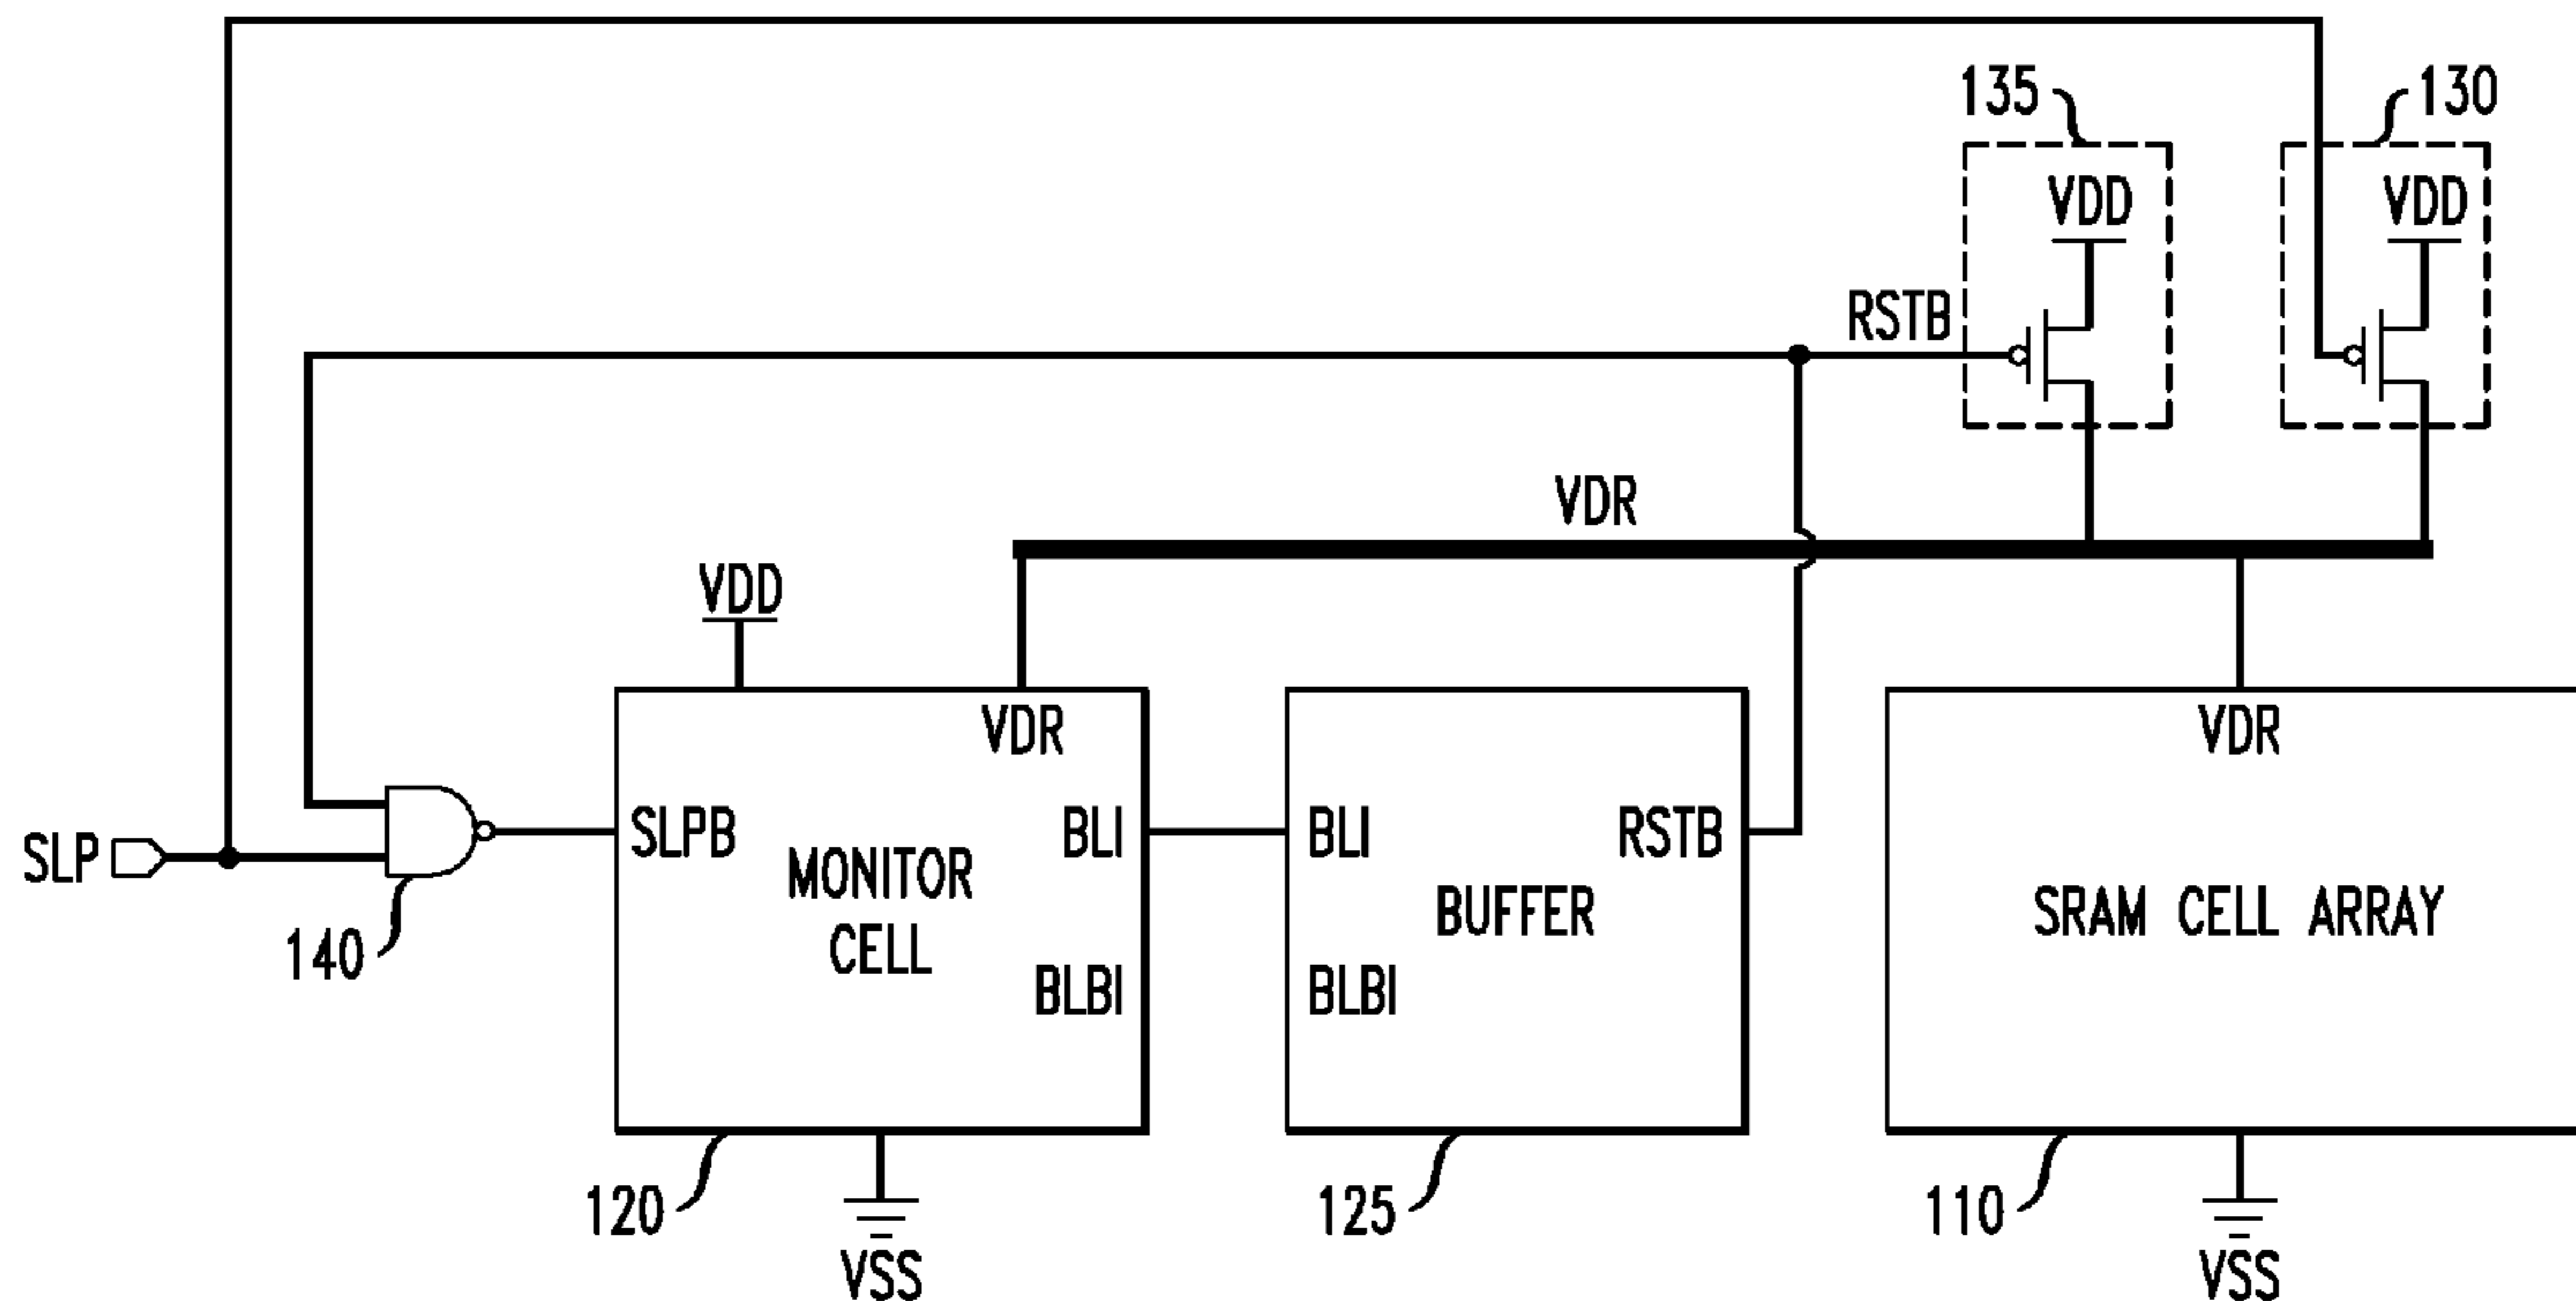 135
130
VDD
VDD
RSTB
VDR
VDD
VDR
VDR
SLP
SLPB
BLI
BLI
RSTB
MONITOR
CELL
BUFFER
SRAM CELL ARRAY
140
BLBI
BLBI
120
125
110
VSS
VSS